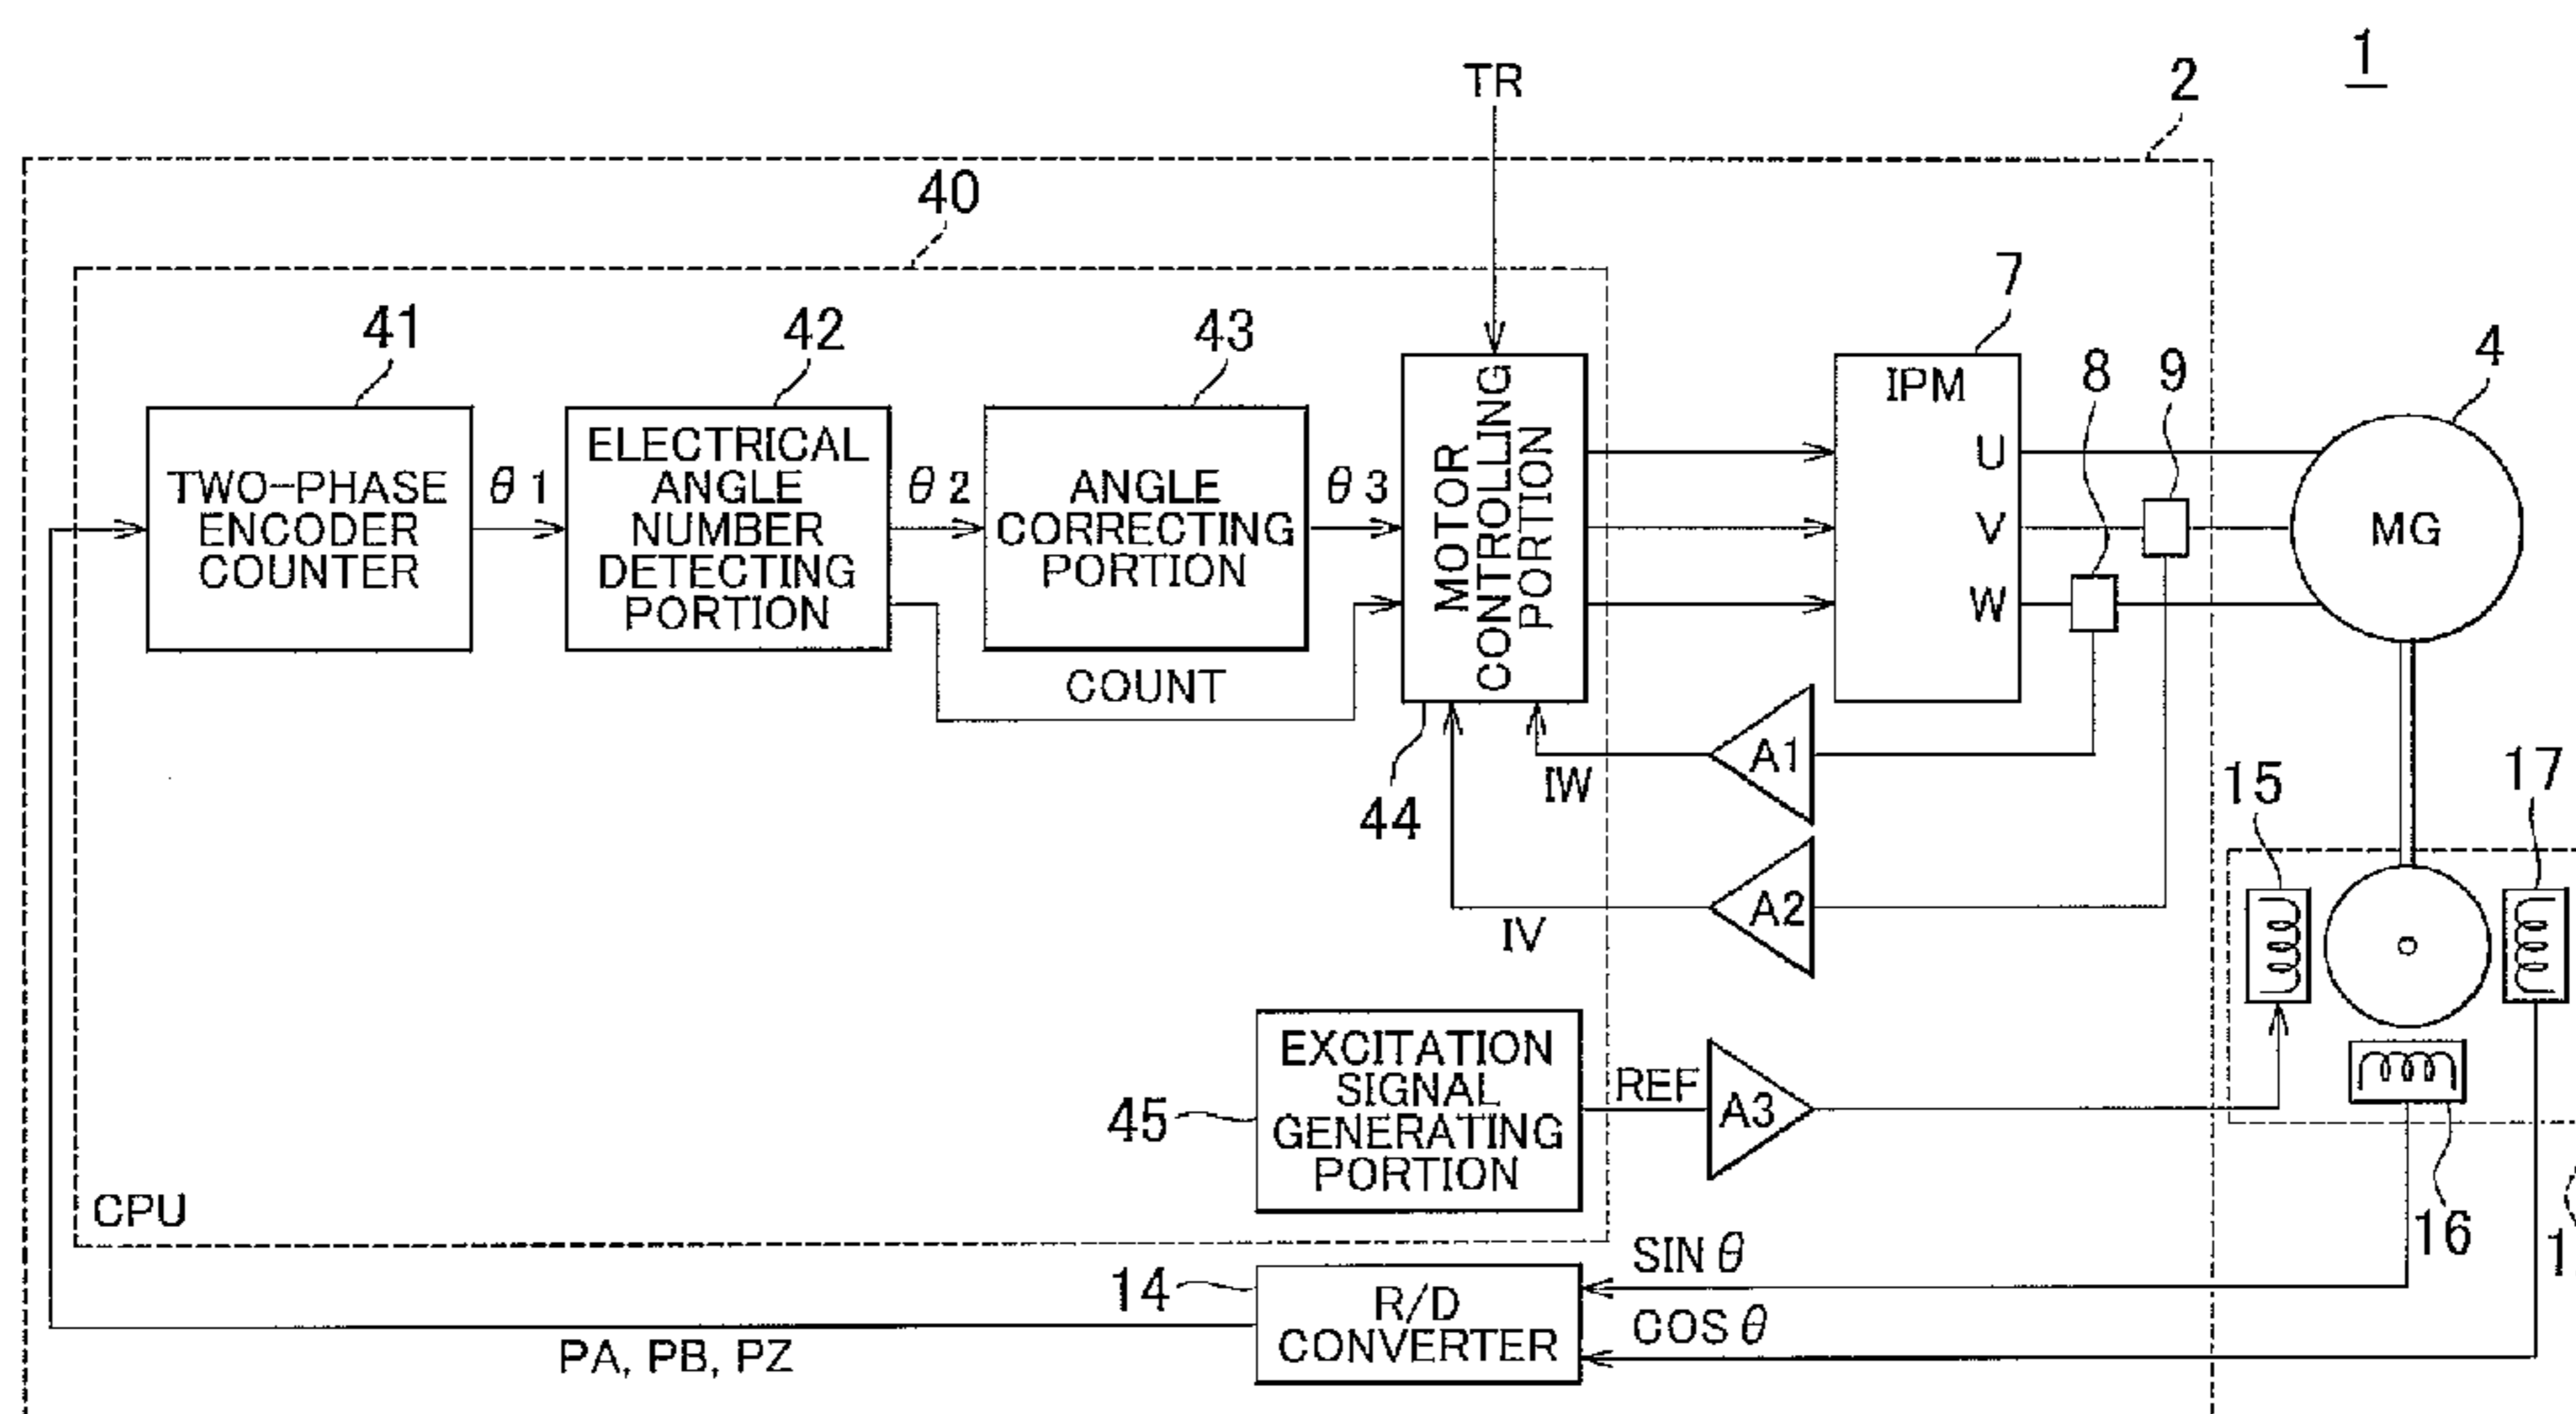 1
2
TR
40
7
41
42
43
8
9
4
IPM
TWO-PHASE
ENCODER
COUNTER
θ1
ELECTRICAL
ANGLE
NUMBER
DETECTING
PORTION
θ2
ANGLE
CORRECTING
PORTION
θ3
MOTOR
CONTROLLING
PORTION
U
V
W
MG
COUNT
44
IW
A1
IV
A2
15
17
EXCITATION
SIGNAL
GENERATING
PORTION
45
REF
A3
16
CPU
14
R/D
CONVERTER
SIN θ
COS θ
PA, PB, PZ